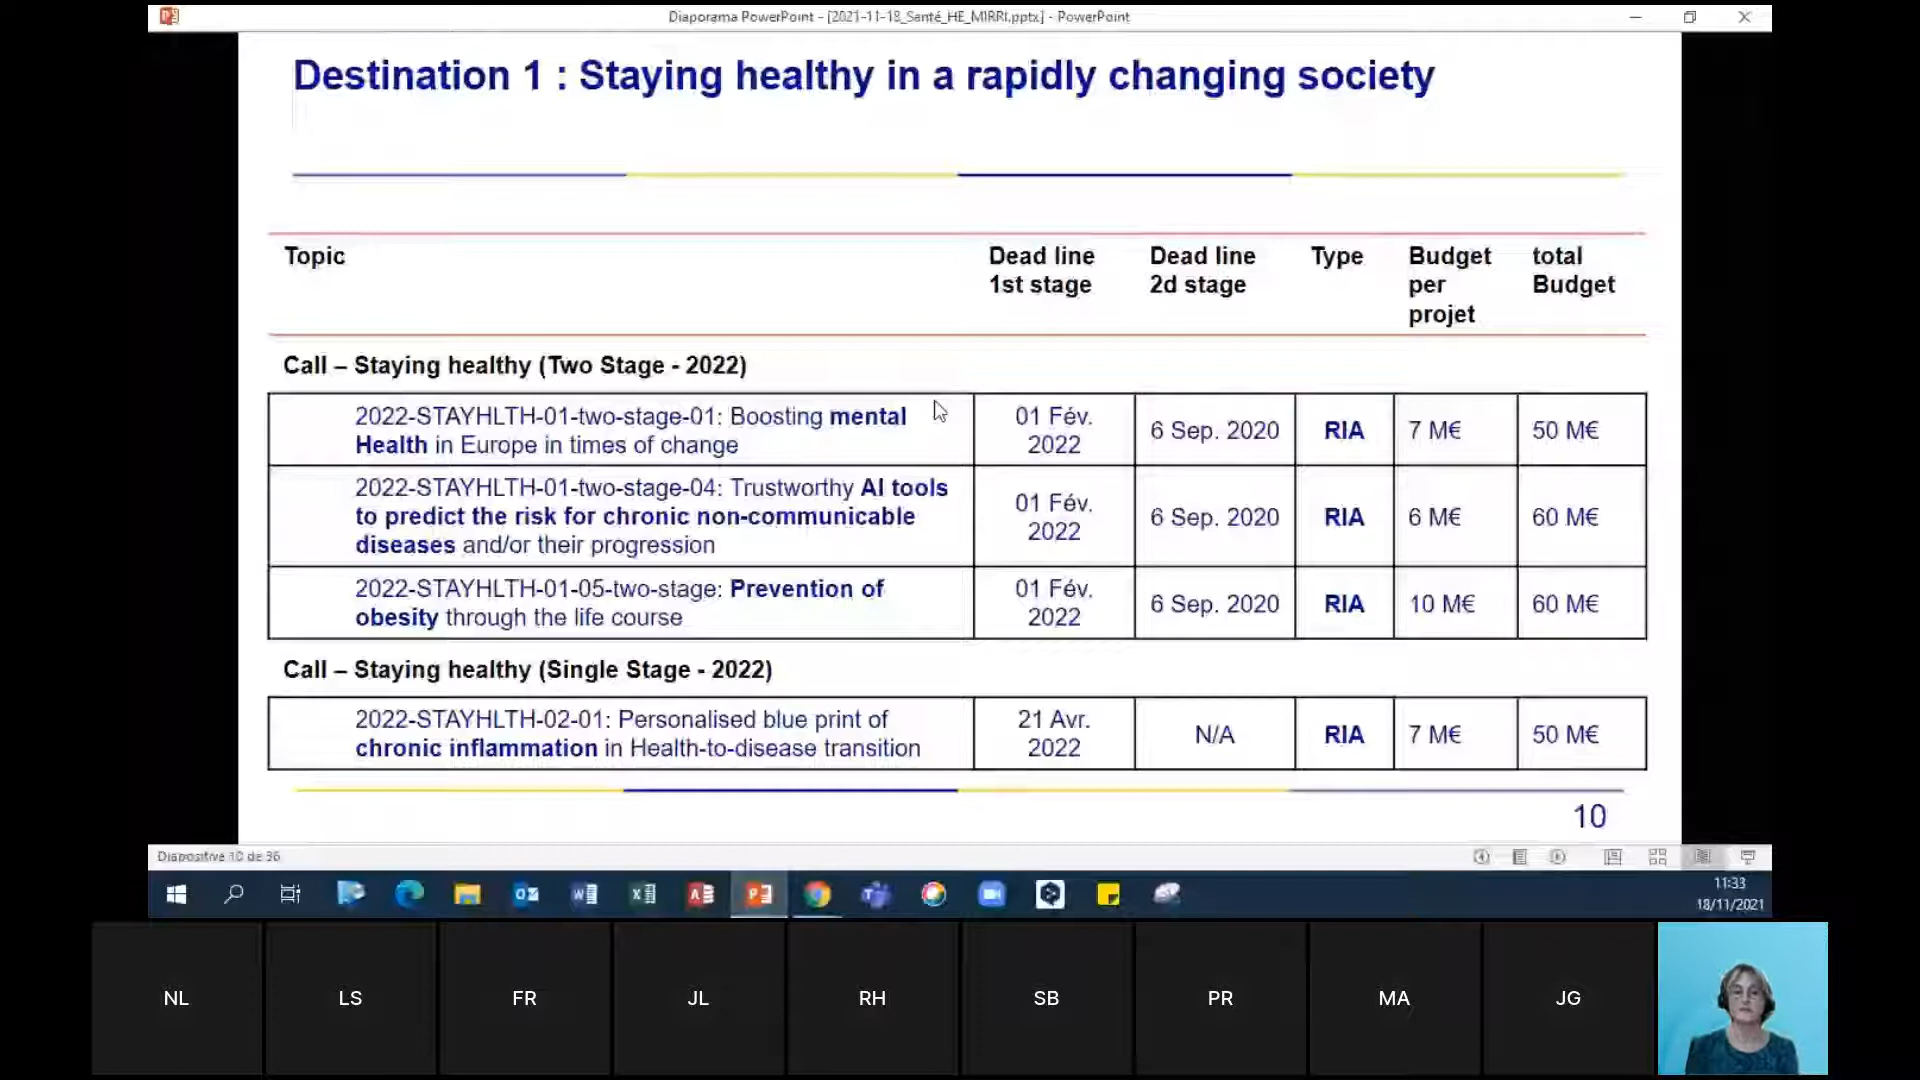 Diaporama PowerPoint - [2021-11-18_Santé_HE_MIRRI.pptx] - PowerPoint
Destination 1 : Staying healthy in a rapidly changing society
Topic
Dead line
1st stage
Dead line
2d stage
Type
Budget
per
projet
total
Budget
Call – Staying healthy (Two Stage - 2022)
2022-STAYHLTH-01-two-stage-01: Boosting mental
Health in Europe in times of change
01 Fév.
2022
6 Sep. 2020
RIA
7 M€
50 M€
2022-STAYHLTH-01-two-stage-04: Trustworthy AI tools
to predict the risk for chronic non-communicable
diseases and/or their progression
01 Fév.
2022
6 Sep. 2020
RIA
6 M€
60 M€
2022-STAYHLTH-01-05-two-stage: Prevention of
obesity through the life course
01 Fév.
2022
6 Sep. 2020
RIA
10 M€
60 M€
Call – Staying healthy (Single Stage - 2022)
2022-STAYHLTH-02-01: Personalised blue print of
chronic inflammation in Health-to-disease transition
21 Avr.
2022
N/A
RIA
7 M€
50 M€
10
Diapositive 10 de 36
11:33
18/11/2021
NL
LS
FR
JL
RH
SB
PR
MA
JG